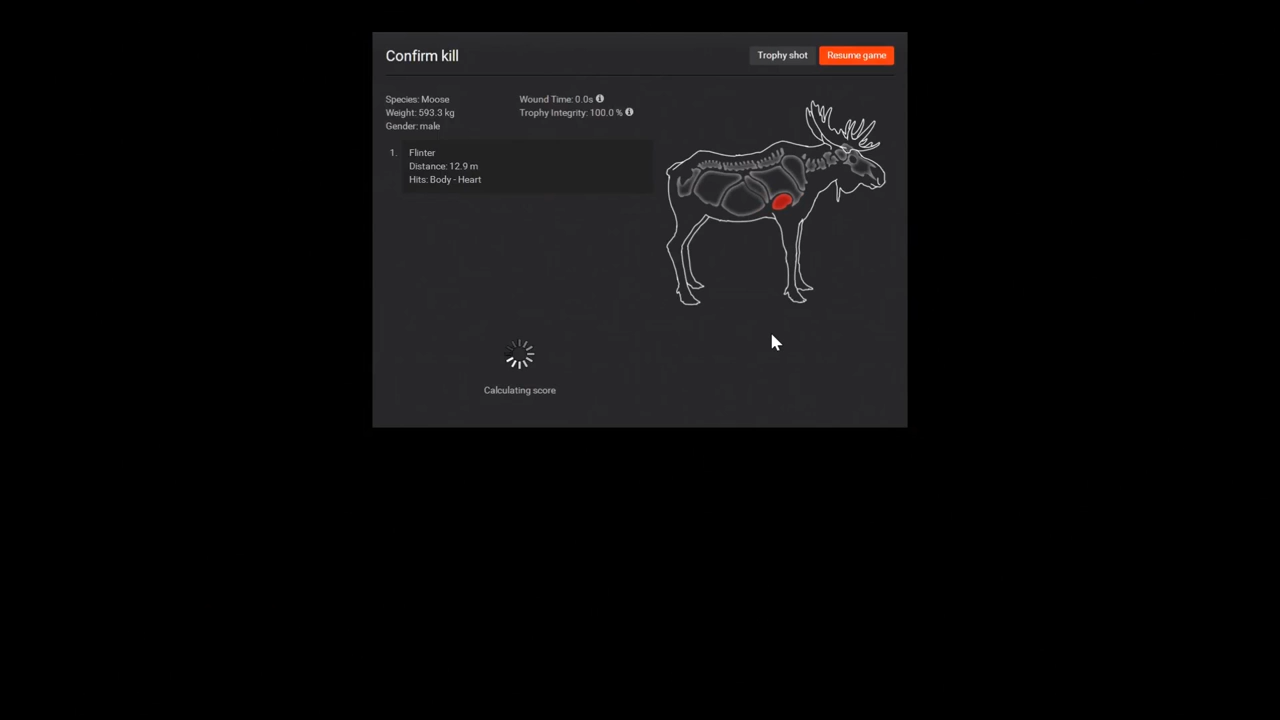 Confirm kill
Trophy shot
Resume game
Species: Moose
Weight: 593.3 kg
Gender: male
Wound Time: 0.0s
Trophy Integrity: 100.0 %
1.
Flinter
Distance: 12.9 m
Hits: Body - Heart
Calculating score